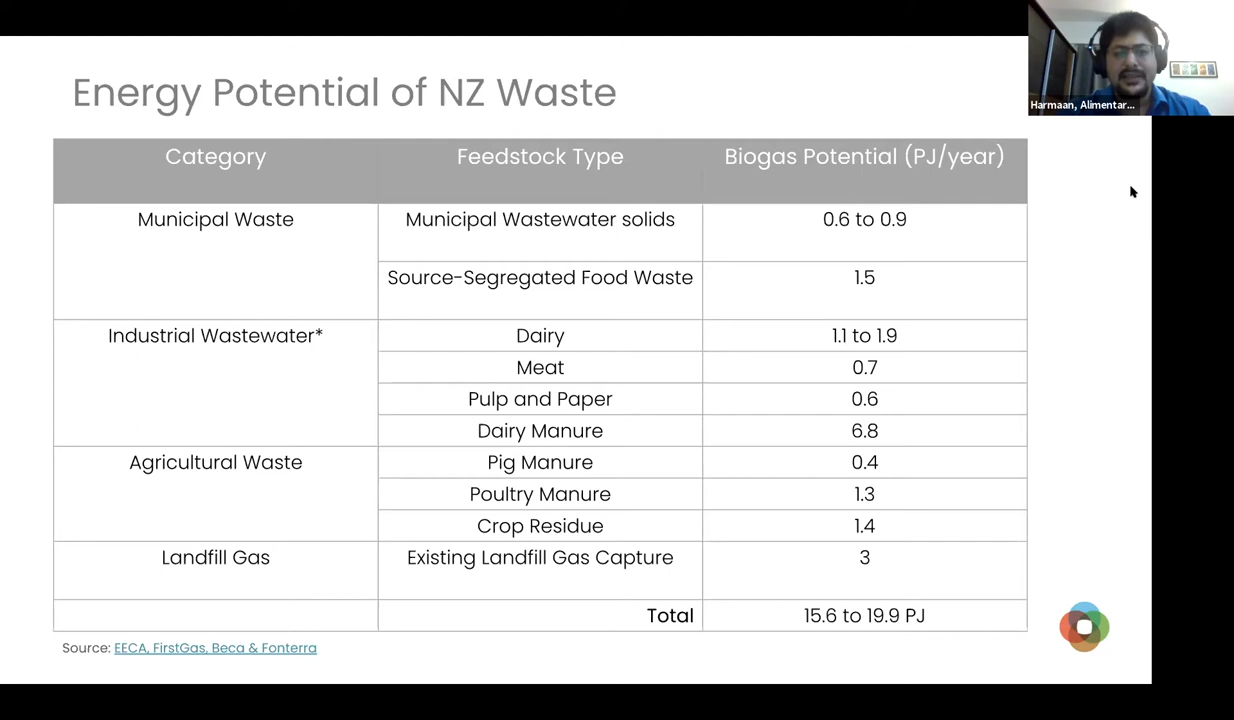 Energy Potential of NZ Waste
Harmaan, Alimentar...
Category Feedstock Type Biogas Potential (PJ/year)
Municipal Waste Municipal Wastewater solids 0.6 to 0.9
Source-Segregated Food Waste 1.5
Industrial Wastewater* Dairy 1.1 to 1.9
Meat 0.7
Pulp and Paper 0.6
Dairy Manure 6.8
Agricultural Waste Pig Manure 0.4
Poultry Manure 1.3
Crop Residue 1.4
Landfill Gas Existing Landfill Gas Capture 3
Total 15.6 to 19.9 PJ
Source: EECA, FirstGas, Beca & Fonterra